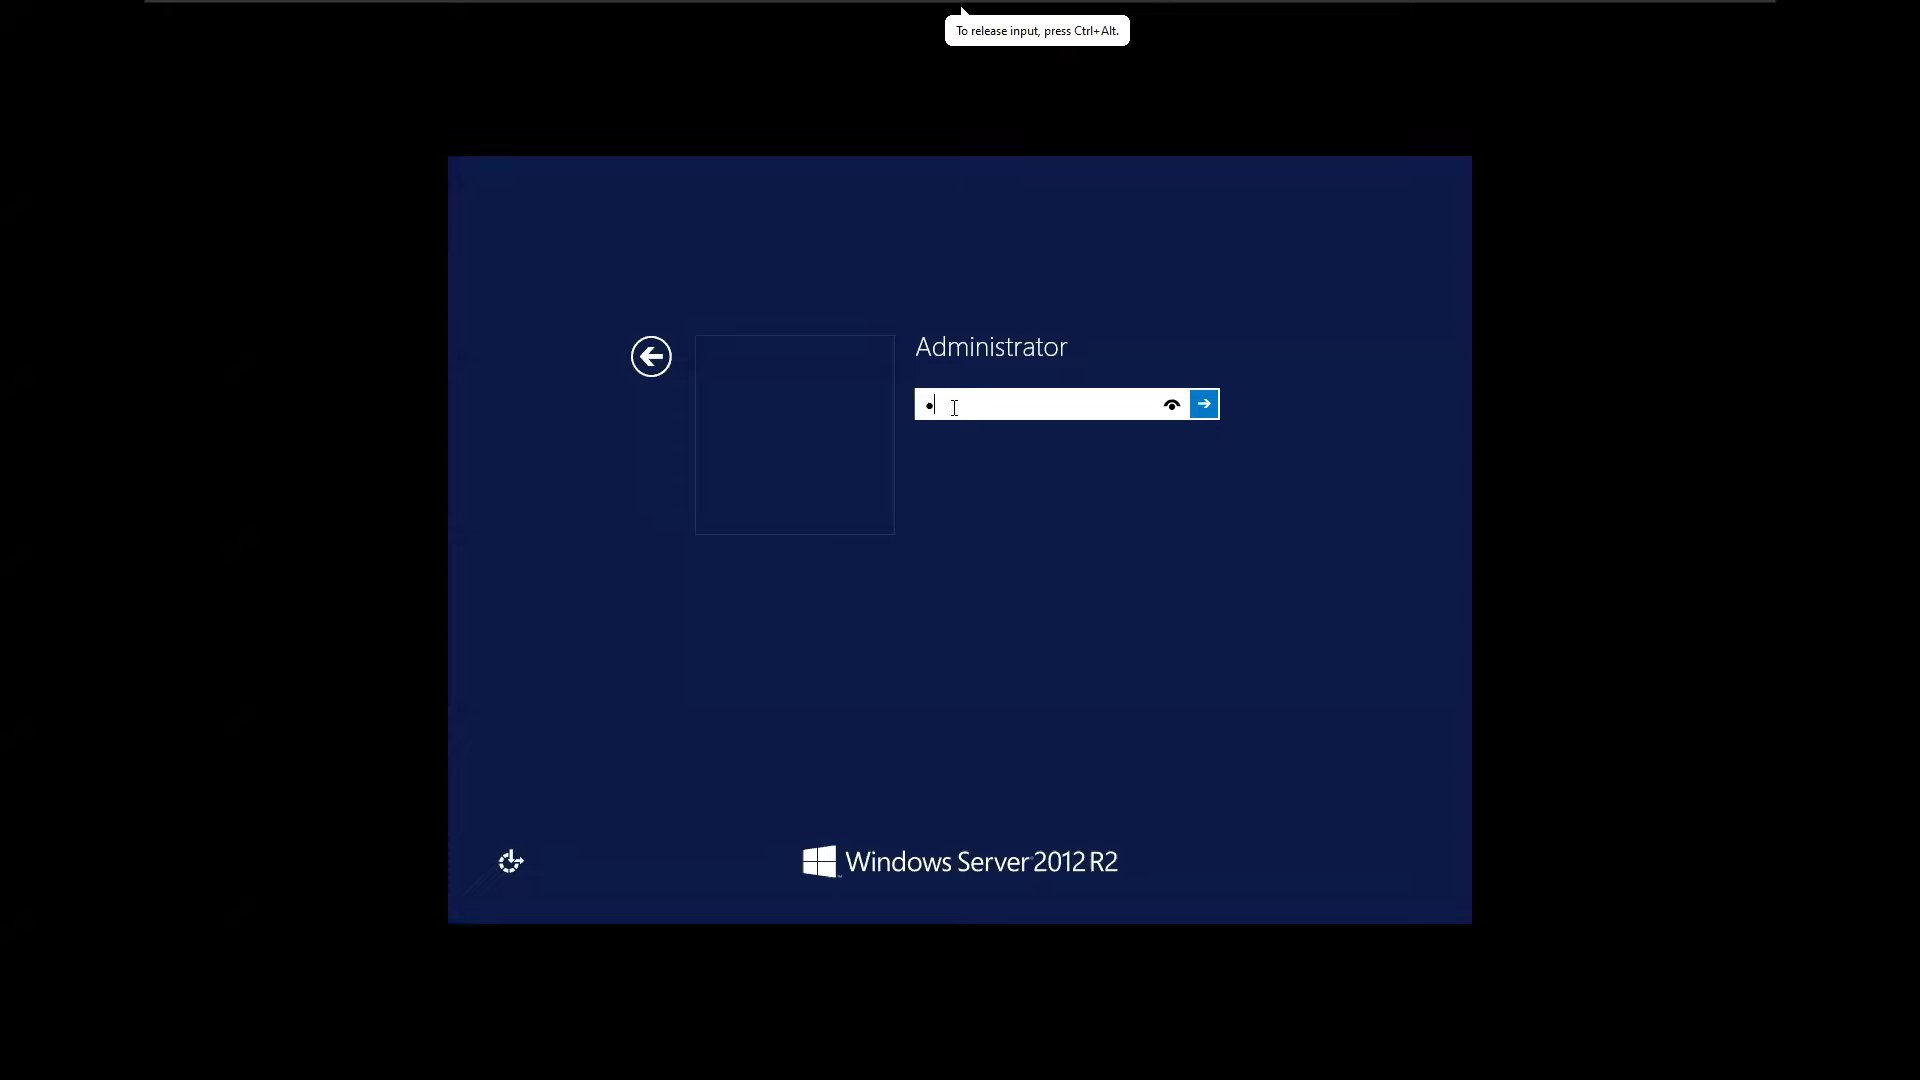 To release input, press Ctrl+Alt.
Administrator
Windows Server 2012 R2